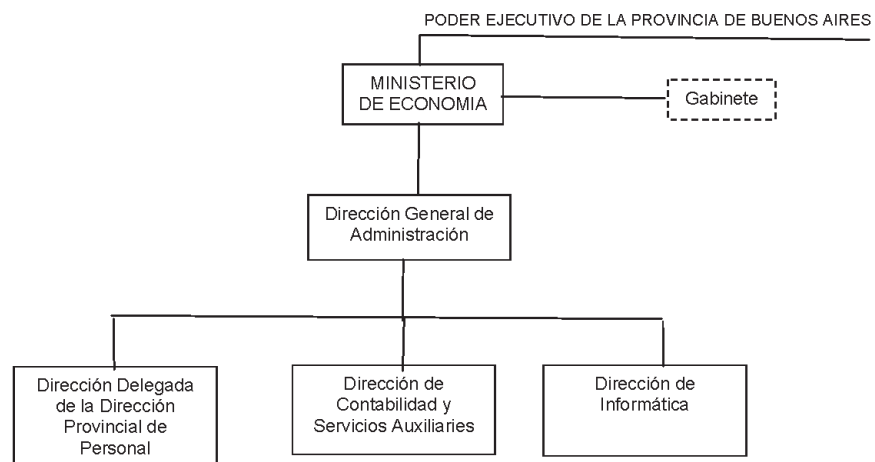 PODER EJECUTIVO DE LA PROVINCIA DE BUENOS AIRES
MINISTERIO
DE ECONOMIA
Gabinete
Dirección General de
Administración
Dirección Delegada
de la Dirección
Provincial de
Personal
Dirección de
Contabilidad y
Servicios Auxiliaries
Dirección de
Informática